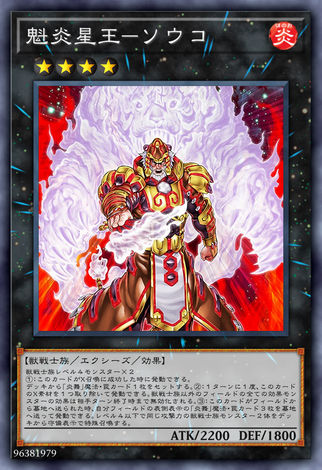 魁炎星王-ソウコ
ほのお
炎
【獣戦士族/エクシーズ/効果】
獣戦士族レベル4モンスター×2
①:このカードがX召喚に成功した時に発動できる。
デッキから「炎舞」魔法・罠カード1枚をセットする。②:1ターンに1度、このカードの
X素材を1つ取り除いて発動できる。獣戦士族以外のフィールドの全ての効果モン
スターの効果は相手ターン終了時まで無効化される。③:このカードがフィールドか
ら墓地へ送られた時、自分フィールドの表側表示の「炎舞」魔法・罠カード3枚を墓地
へ送って発動できる。レベル4以下で同じ攻撃力の獣戦士族モンスター2体をデッ
キから守備表示で特殊召喚する。
ATK/2200 DEF/1800
96381979